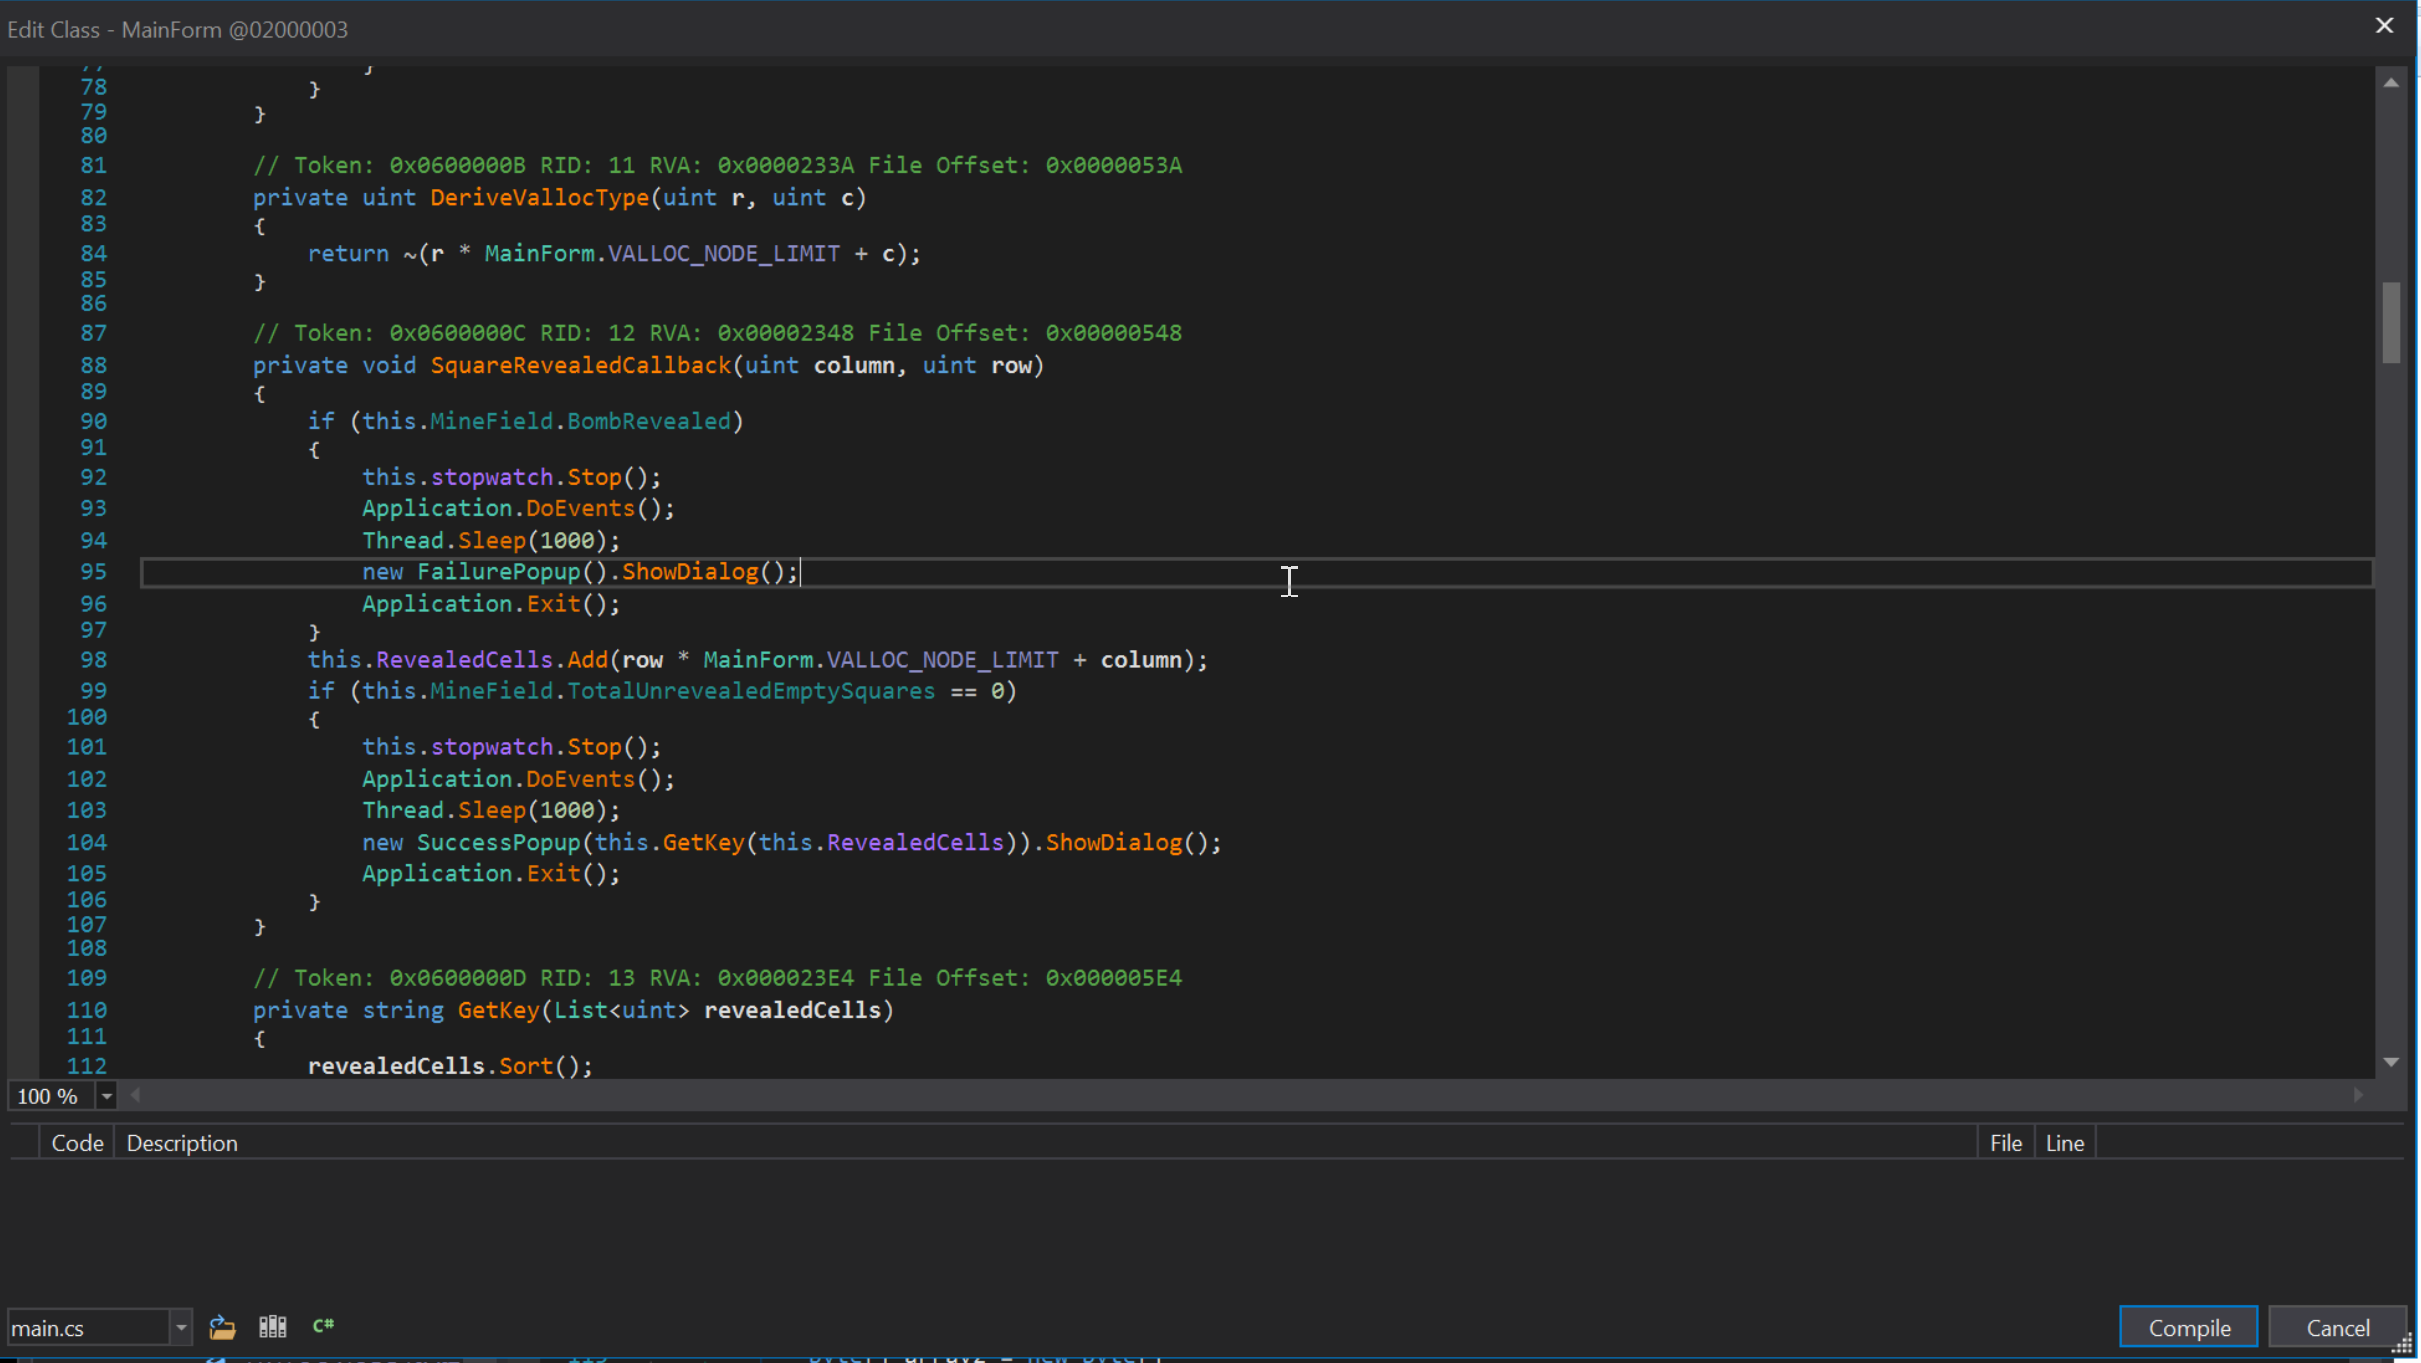 Edit Class - MainForm @02000003
77 }
78 }
79 }
80
81 // Token: 0x0600000B RID: 11 RVA: 0x0000233A File Offset: 0x0000053A
82 private uint DeriveVallocType(uint r, uint c)
83 {
84 return ~(r * MainForm.VALLOC_NODE_LIMIT + c);
85 }
86
87 // Token: 0x0600000C RID: 12 RVA: 0x00002348 File Offset: 0x00000548
88 private void SquareRevealedCallback(uint column, uint row)
89 {
90 if (this.MineField.BombRevealed)
91 {
92 this.stopwatch.Stop();
93 Application.DoEvents();
94 Thread.Sleep(1000);
95 new FailurePopup().ShowDialog();
96 Application.Exit();
97 }
98 this.RevealedCells.Add(row * MainForm.VALLOC_NODE_LIMIT + column);
99 if (this.MineField.TotalUnrevealedEmptySquares == 0)
100 {
101 this.stopwatch.Stop();
102 Application.DoEvents();
103 Thread.Sleep(1000);
104 new SuccessPopup(this.GetKey(this.RevealedCells)).ShowDialog();
105 Application.Exit();
106 }
107 }
108
109 // Token: 0x0600000D RID: 13 RVA: 0x000023E4 File Offset: 0x000005E4
110 private string GetKey(List<uint> revealedCells)
111 {
112 revealedCells.Sort();
100 %
Code Description File Line
main.cs C# Compile Cancel